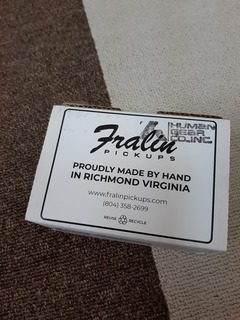 Fralin
PICKUPS
HUMAN
GEAR
CO.,INC.
PROUDLY MADE BY HAND
IN RICHMOND VIRGINIA
www.fralinpickups.com
(804) 358-2699
REUSE RECYCLE